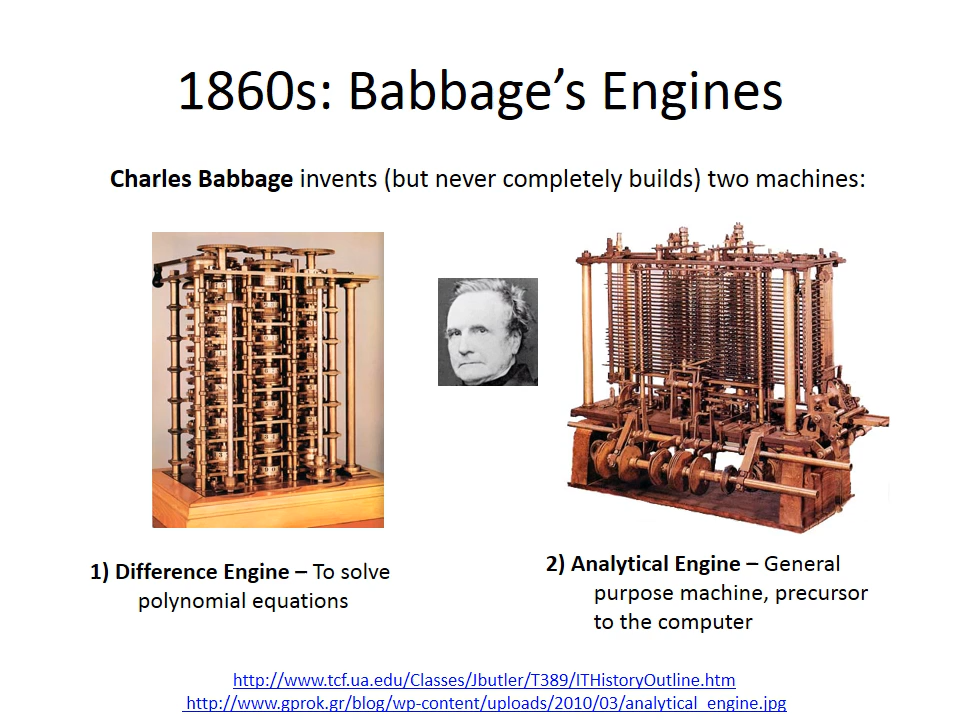 1860s: Babbage’s Engines
Charles Babbage invents (but never completely builds) two machines:
1) Difference Engine – To solve
polynomial equations
2) Analytical Engine – General
purpose machine, precursor
to the computer
http://www.tcf.ua.edu/Classes/Jbutler/T389/ITHistoryOutline.htm
http://www.gprok.gr/blog/wp-content/uploads/2010/03/analytical_engine.jpg